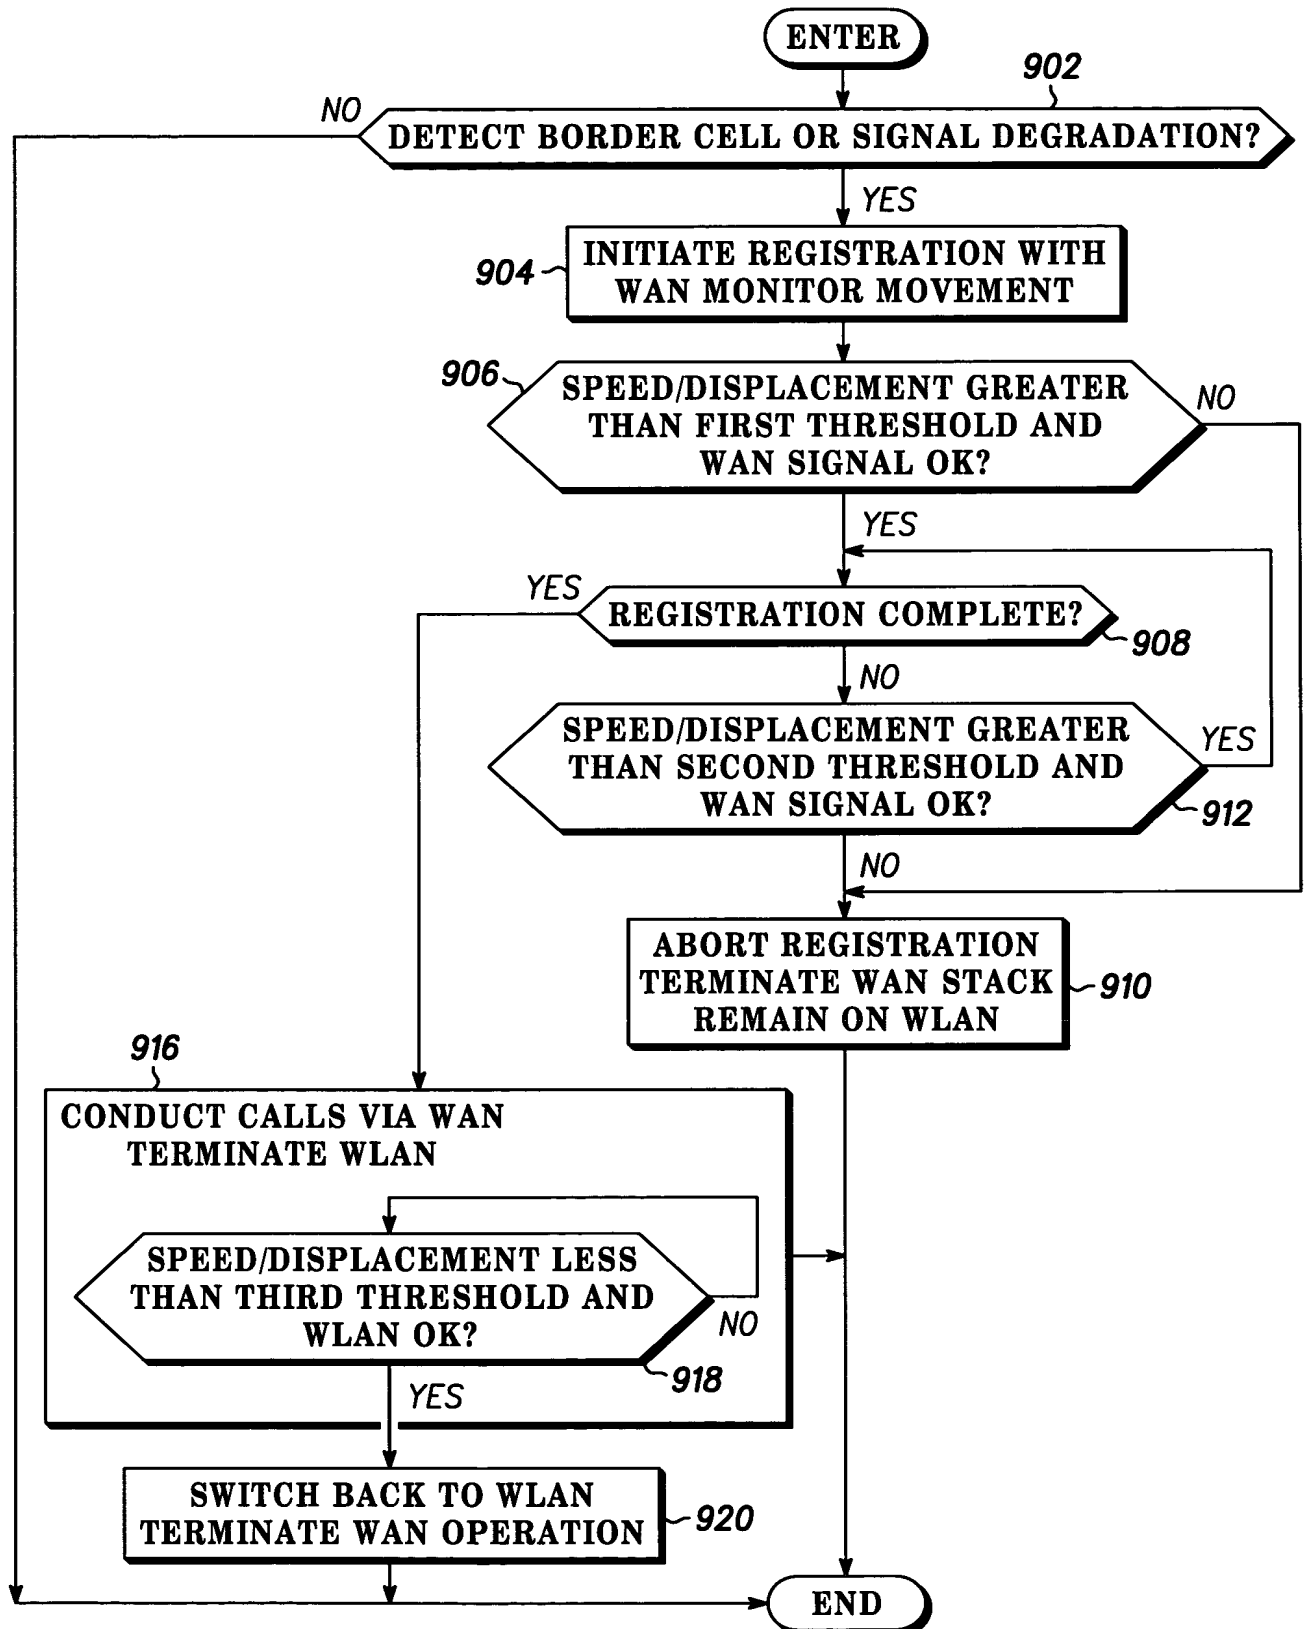 ENTER
902
NO
DETECT BORDER CELL OR SIGNAL DEGRADATION?
YES
904
INITIATE REGISTRATION WITH
WAN MONITOR MOVEMENT
906
SPEED/DISPLACEMENT GREATER
THAN FIRST THRESHOLD AND
WAN SIGNAL OK?
NO
YES
YES
REGISTRATION COMPLETE?
908
NO
SPEED/DISPLACEMENT GREATER
THAN SECOND THRESHOLD AND
WAN SIGNAL OK?
YES
912
NO
ABORT REGISTRATION
TERMINATE WAN STACK
REMAIN ON WLAN
910
916
CONDUCT CALLS VIA WAN
TERMINATE WLAN
SPEED/DISPLACEMENT LESS
THAN THIRD THRESHOLD AND
WLAN OK?
NO
918
YES
SWITCH BACK TO WLAN
TERMINATE WAN OPERATION
920
END